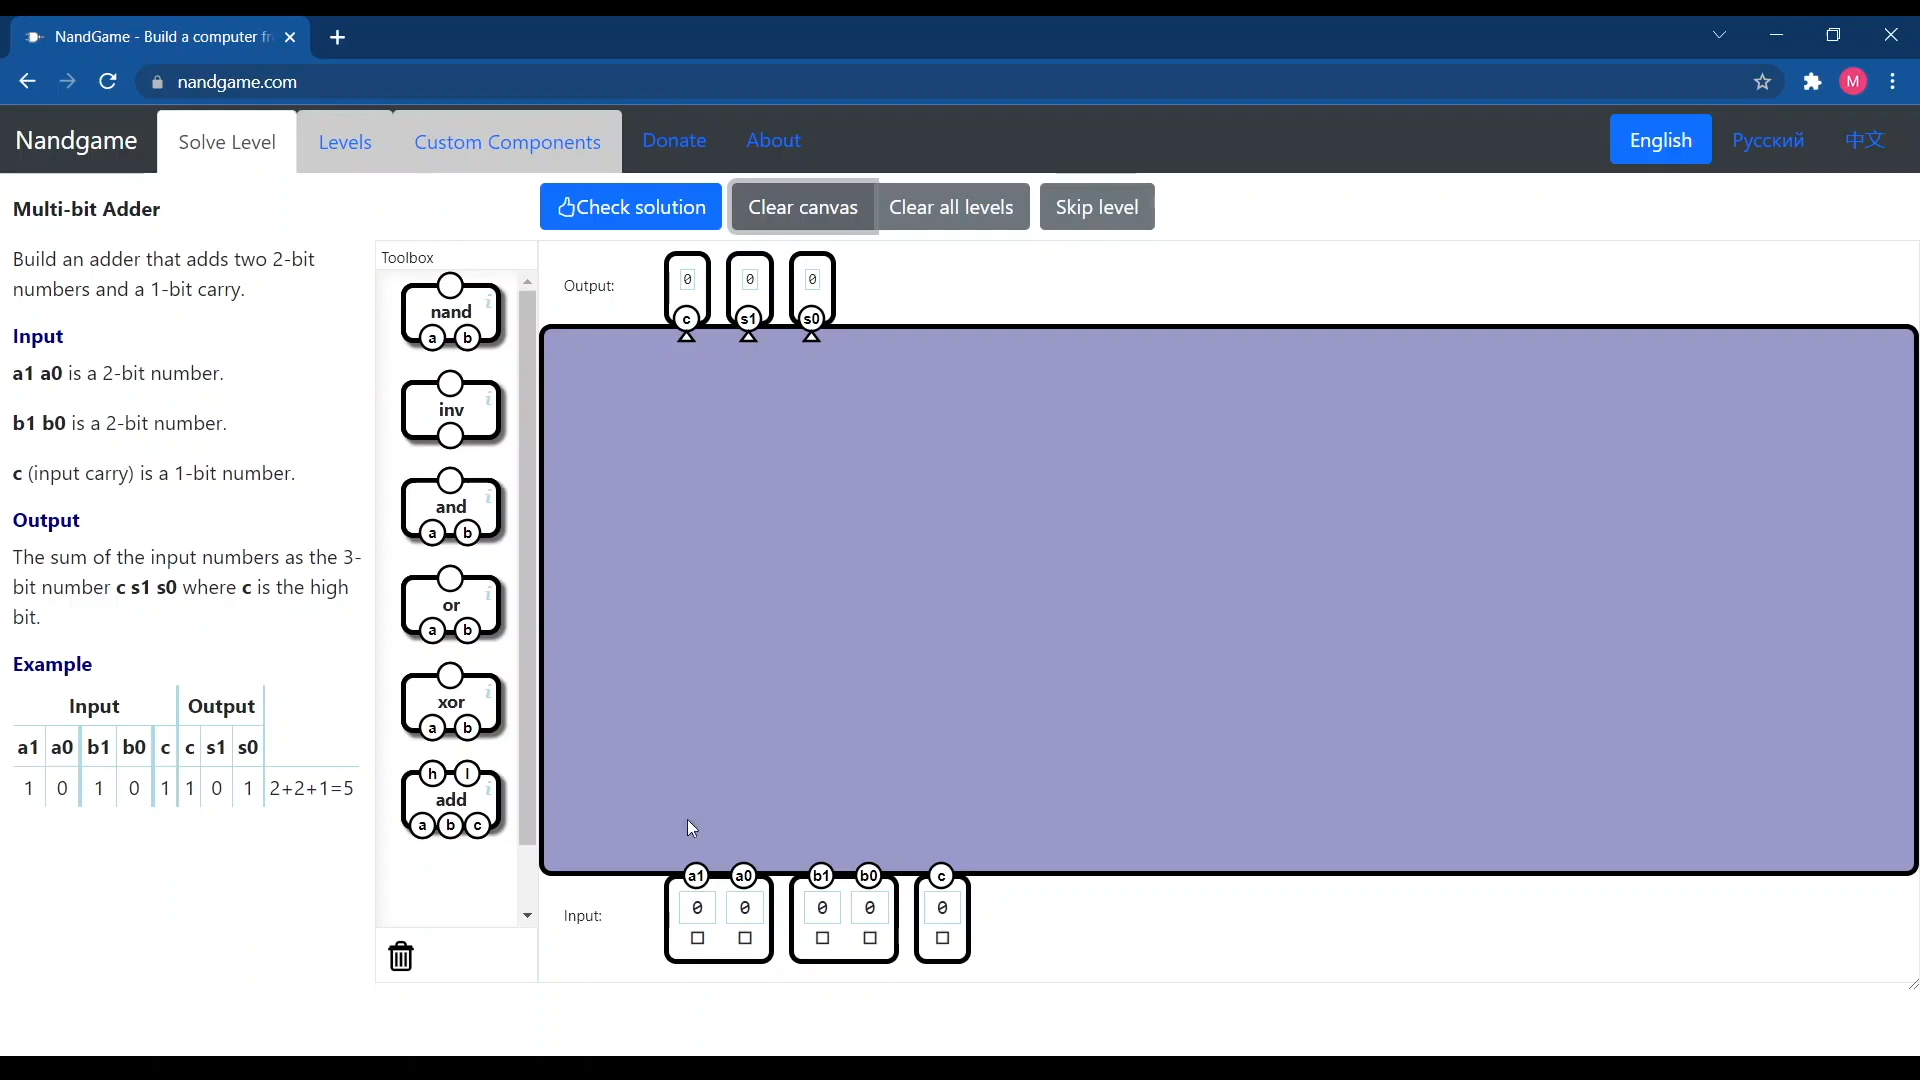 NandGame - Build a computer fr
nandgame.com
M
Nandgame
Solve Level
Levels
Custom Components
Donate
About
English
Русский
中文
Check solution
Clear canvas
Clear all levels
Skip level
Multi-bit Adder
Build an adder that adds two 2-bit
numbers and a 1-bit carry.
Input
a1 a0 is a 2-bit number.
b1 b0 is a 2-bit number.
c (input carry) is a 1-bit number.
Output
The sum of the input numbers as the 3-
bit number c s1 s0 where c is the high
bit.
Example
Input Output
a1 a0 b1 b0 c c s1 s0
1 0 1 0 1 1 0 1 2+2+1=5
Toolbox
nand
i
a b
inv
i
and
i
a b
or
i
a b
xor
i
a b
h l
add
i
a b c
Output:
0 0 0
c s1 s0
a1 a0 b1 b0 c
Input:
0 0 0 0 0